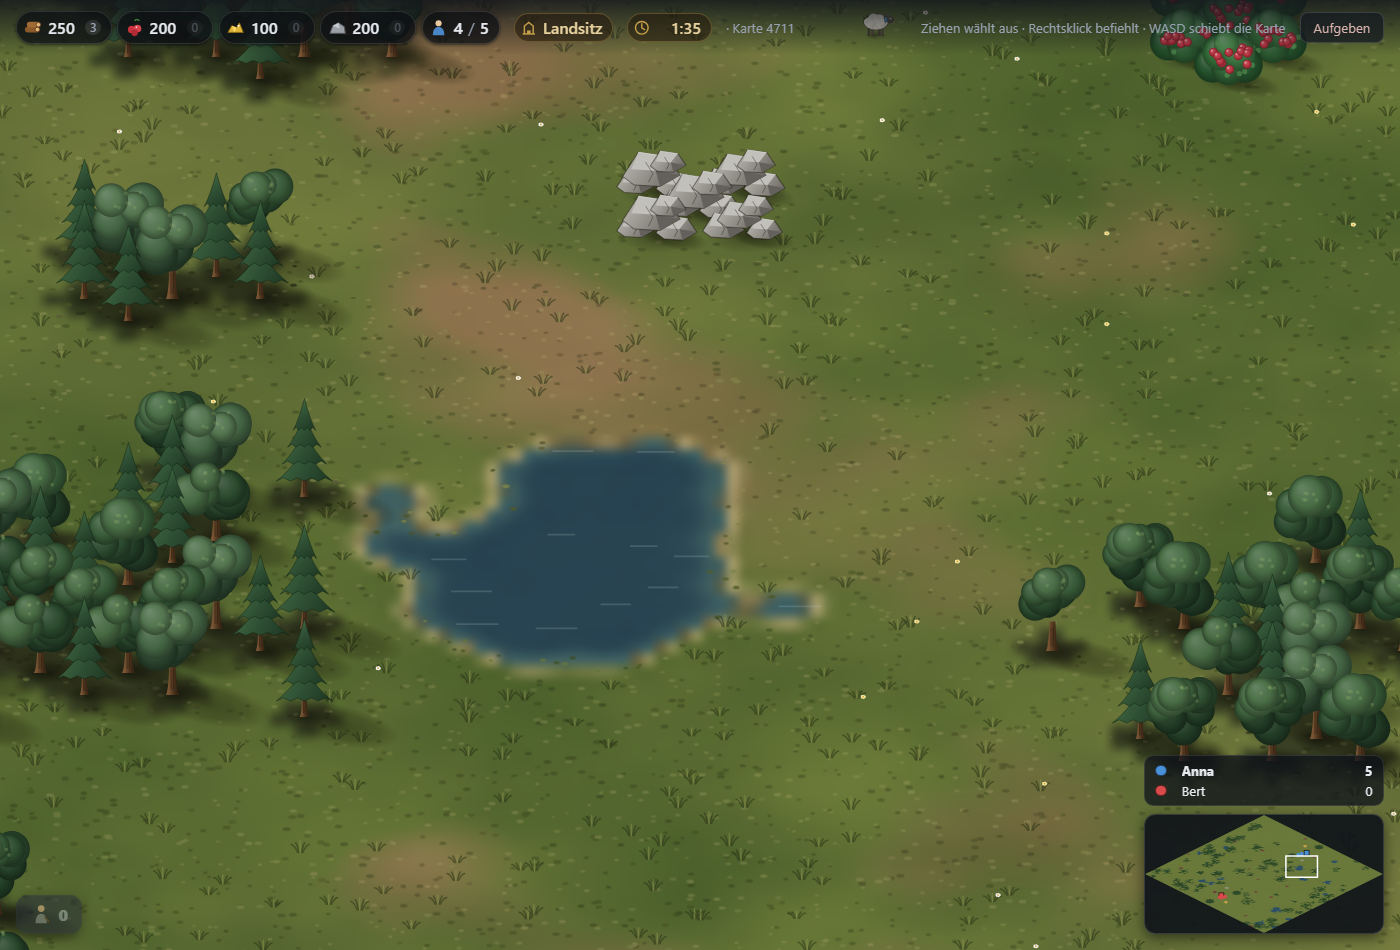 250 3 200 0 100 0 200 0 4 / 5 Landsitz 1:35 · Karte 4711 Ziehen wählt aus · Rechtsklick befiehlt · WASD schiebt die Karte Aufgeben
Anna 5
Bert 0
0